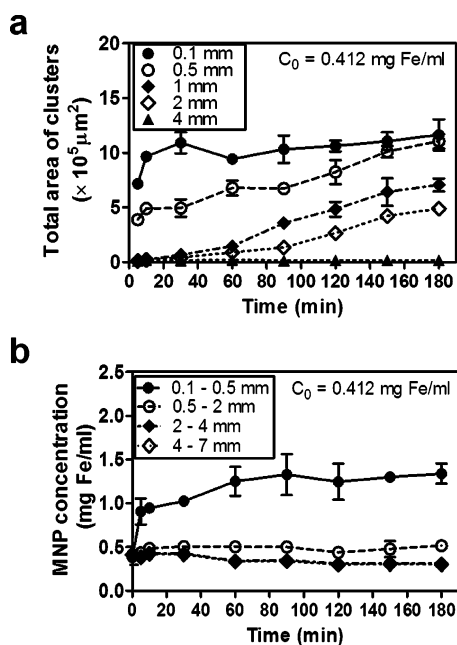 a
C0 = 0.412 mg Fe/ml
0.1 mm
0.5 mm
1 mm
2 mm
4 mm
Total area of clusters
(× 10⁵μm²)
20
15
10
5
0
0 20 40 60 80 100 120 140 160 180
Time (min)
b
C0 = 0.412 mg Fe/ml
0.1 - 0.5 mm
0.5 - 2 mm
2 - 4 mm
4 - 7 mm
MNP concentration
(mg Fe/ml)
2.5
2.0
1.5
1.0
0.5
0.0
0 20 40 60 80 100 120 140 160 180
Time (min)